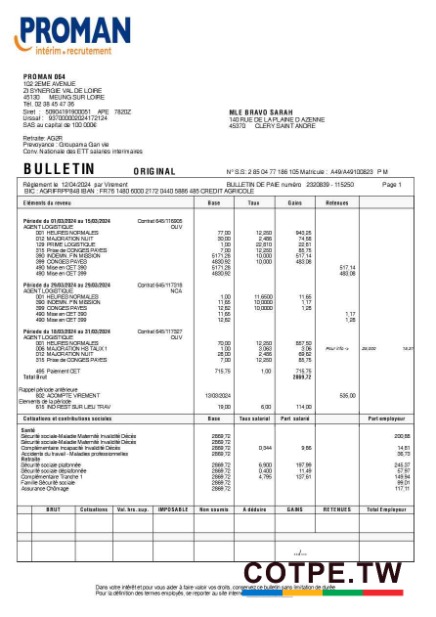 PROMAN
intérim + recrutement
PROMAN 064
102 2EME AVENUE
ZI SYNERGIE VAL DE LOIRE
45130 MEUNG SUR LOIRE
Tél. 02 38 45 47 36
Siret : 50904191900051 APE 7820Z
Urssaf : 937000002024172124
SAS au capital de 100 000€
MLE BRAVO SARAH
140 RUE DE LA PLAINE D AZENNE
45370 CLERY SAINT ANDRE
Retraite: AG2R
Prévoyance : Groupama Gan vie
Conv. Nationale des ETT salariés intérimaires
BULLETIN ORIGINAL N° S.S: 2 85 04 77 186 105 Matricule : A49/A49100823 P M
Règlement le 12/04/2024 par Virement BULLETIN DE PAIE numéro 2320839 - 115250 Page 1
BIC : AGRIFRPP848 IBAN : FR76 1480 6000 2172 0440 5886 485 CREDIT AGRICOLE
Eléments du revenu Base Taux Gains Retenues
Période du 01/03/2024 au 15/03/2024 Contrat 645/116905
AGENT LOGISTIQUE OLIV
001 HEURES NORMALES 77,00 12,250 940,25
012 MAJORATION NUIT 30,00 2,486 74,58
129 PRIME LOGISTIQUE 1,00 22,610 22,61
315 Prise de CONGES PAYES 7,00 12,250 85,75
390 INDEMN. FIN MISSION 5171,28 10,000 517,14
399 CONGES PAYES 4830,92 10,000 483,08
490 Mise en CET 390 5171,28 517,14
490 Mise en CET 399 4830,92 483,08
Période du 29/03/2024 au 29/03/2024 Contrat 645/117318
AGENT LOGISTIQUE NCA
001 HEURES NORMALES 1,00 11,6500 11,65
390 INDEMN. FIN MISSION 11,65 10,0000 1,17
399 CONGES PAYES 12,82 10,0000 1,28
490 Mise en CET 390 11,65 1,17
490 Mise en CET 399 12,82 1,28
Période du 18/03/2024 au 31/03/2024 Contrat 645/117527
AGENT LOGISTIQUE OLIV
001 HEURES NORMALES 70,00 12,250 857,50
006 MAJORATION HS TAUX 1 1,00 3,063 3,06 Pour info ->
012 MAJORATION NUIT 28,00 2,486 69,62
315 Prise de CONGES PAYES 7,00 12,250 85,75
495 Paiement CET 715,75 1,00 715,75
Total Brut 2869,72
Rappel période antérieure
602 ACOMPTE VIREMENT 13/03/2024 535,00
Elements de la période
615 IND REST SUR LIEU TRAV 19,00 6,00 114,00
Cotisations et contributions sociales Base Taux salarial Part. salarié Part employeur
Santé
Sécurité sociale-Maladie Maternité Invalidité Décès 2869,72 200,88
Sécurité sociale-Maladie Maternité Invalidité Décès 2869,72
Complémentaire Incapacité Invalidité Décès 2869,72 0,344 9,86 14,61
Accidents du travail - Maladies professionnelles 2869,72 56,73
Retraite
Sécurité sociale plafonnée 2869,72 6,900 197,99 245,37
Sécurité sociale déplafonnée 2869,72 0,400 11,49 57,97
Complémentaire Tranche 1 2869,72 4,795 137,61 149,94
Famille Sécurité sociale 2869,72 99,01
Assurance Chômage 2869,72 117,11
BRUT Cotisations Val. hrs. sup. IMPOSABLE Non soumis A déduire GAINS RETENUES Total Employeur
.../...
COTPE.TW
Dans votre intérêt et pour vous aider à faire valoir vos droits, conservez ce bulletin sans limitation de durée
Pour la définition des termes employés, se reporter au site